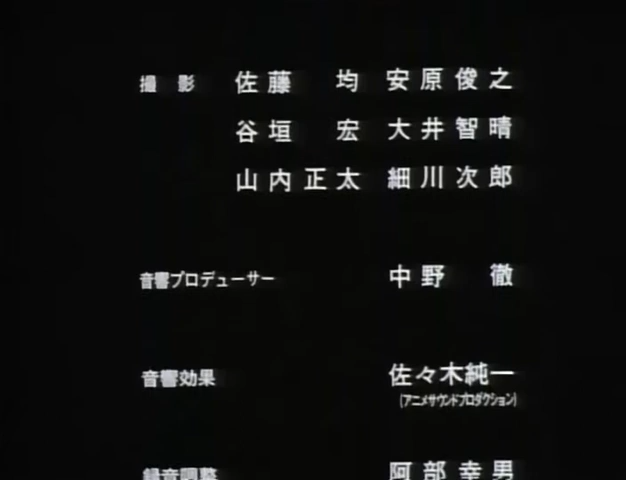 撮影 佐藤 均 安原俊之
谷垣 宏 大井智晴
山内正太 細川次郎
音響プロデューサー 中野 徹
音響効果 佐々木純一
(アニメサウンドプロダクション)
録音調整 阿部幸男